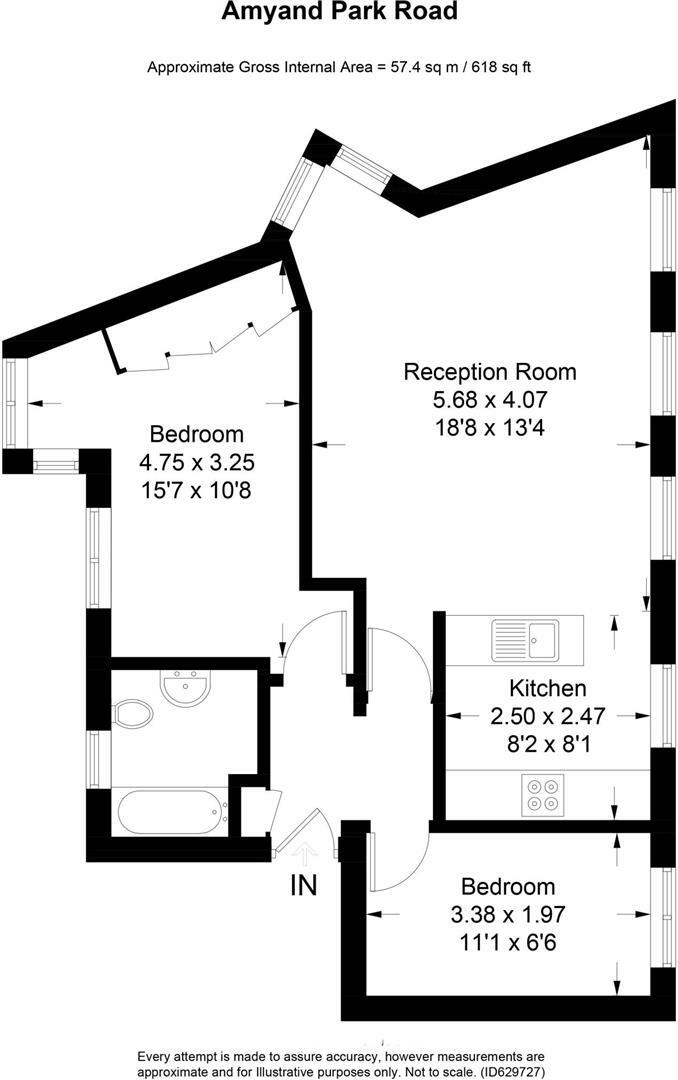 Amyand Park Road
Approximate Gross Internal Area = 57.4 sq m / 618 sq ft
Reception Room
5.68 x 4.07
18'8 x 13'4
Bedroom
4.75 x 3.25
15'7 x 10'8
Kitchen
2.50 x 2.47
8'2 x 8'1
IN
Bedroom
3.38 x 1.97
11'1 x 6'6
Every attempt is made to assure accuracy, however measurements are
approximate and for Illustrative purposes only. Not to scale. (ID629727)